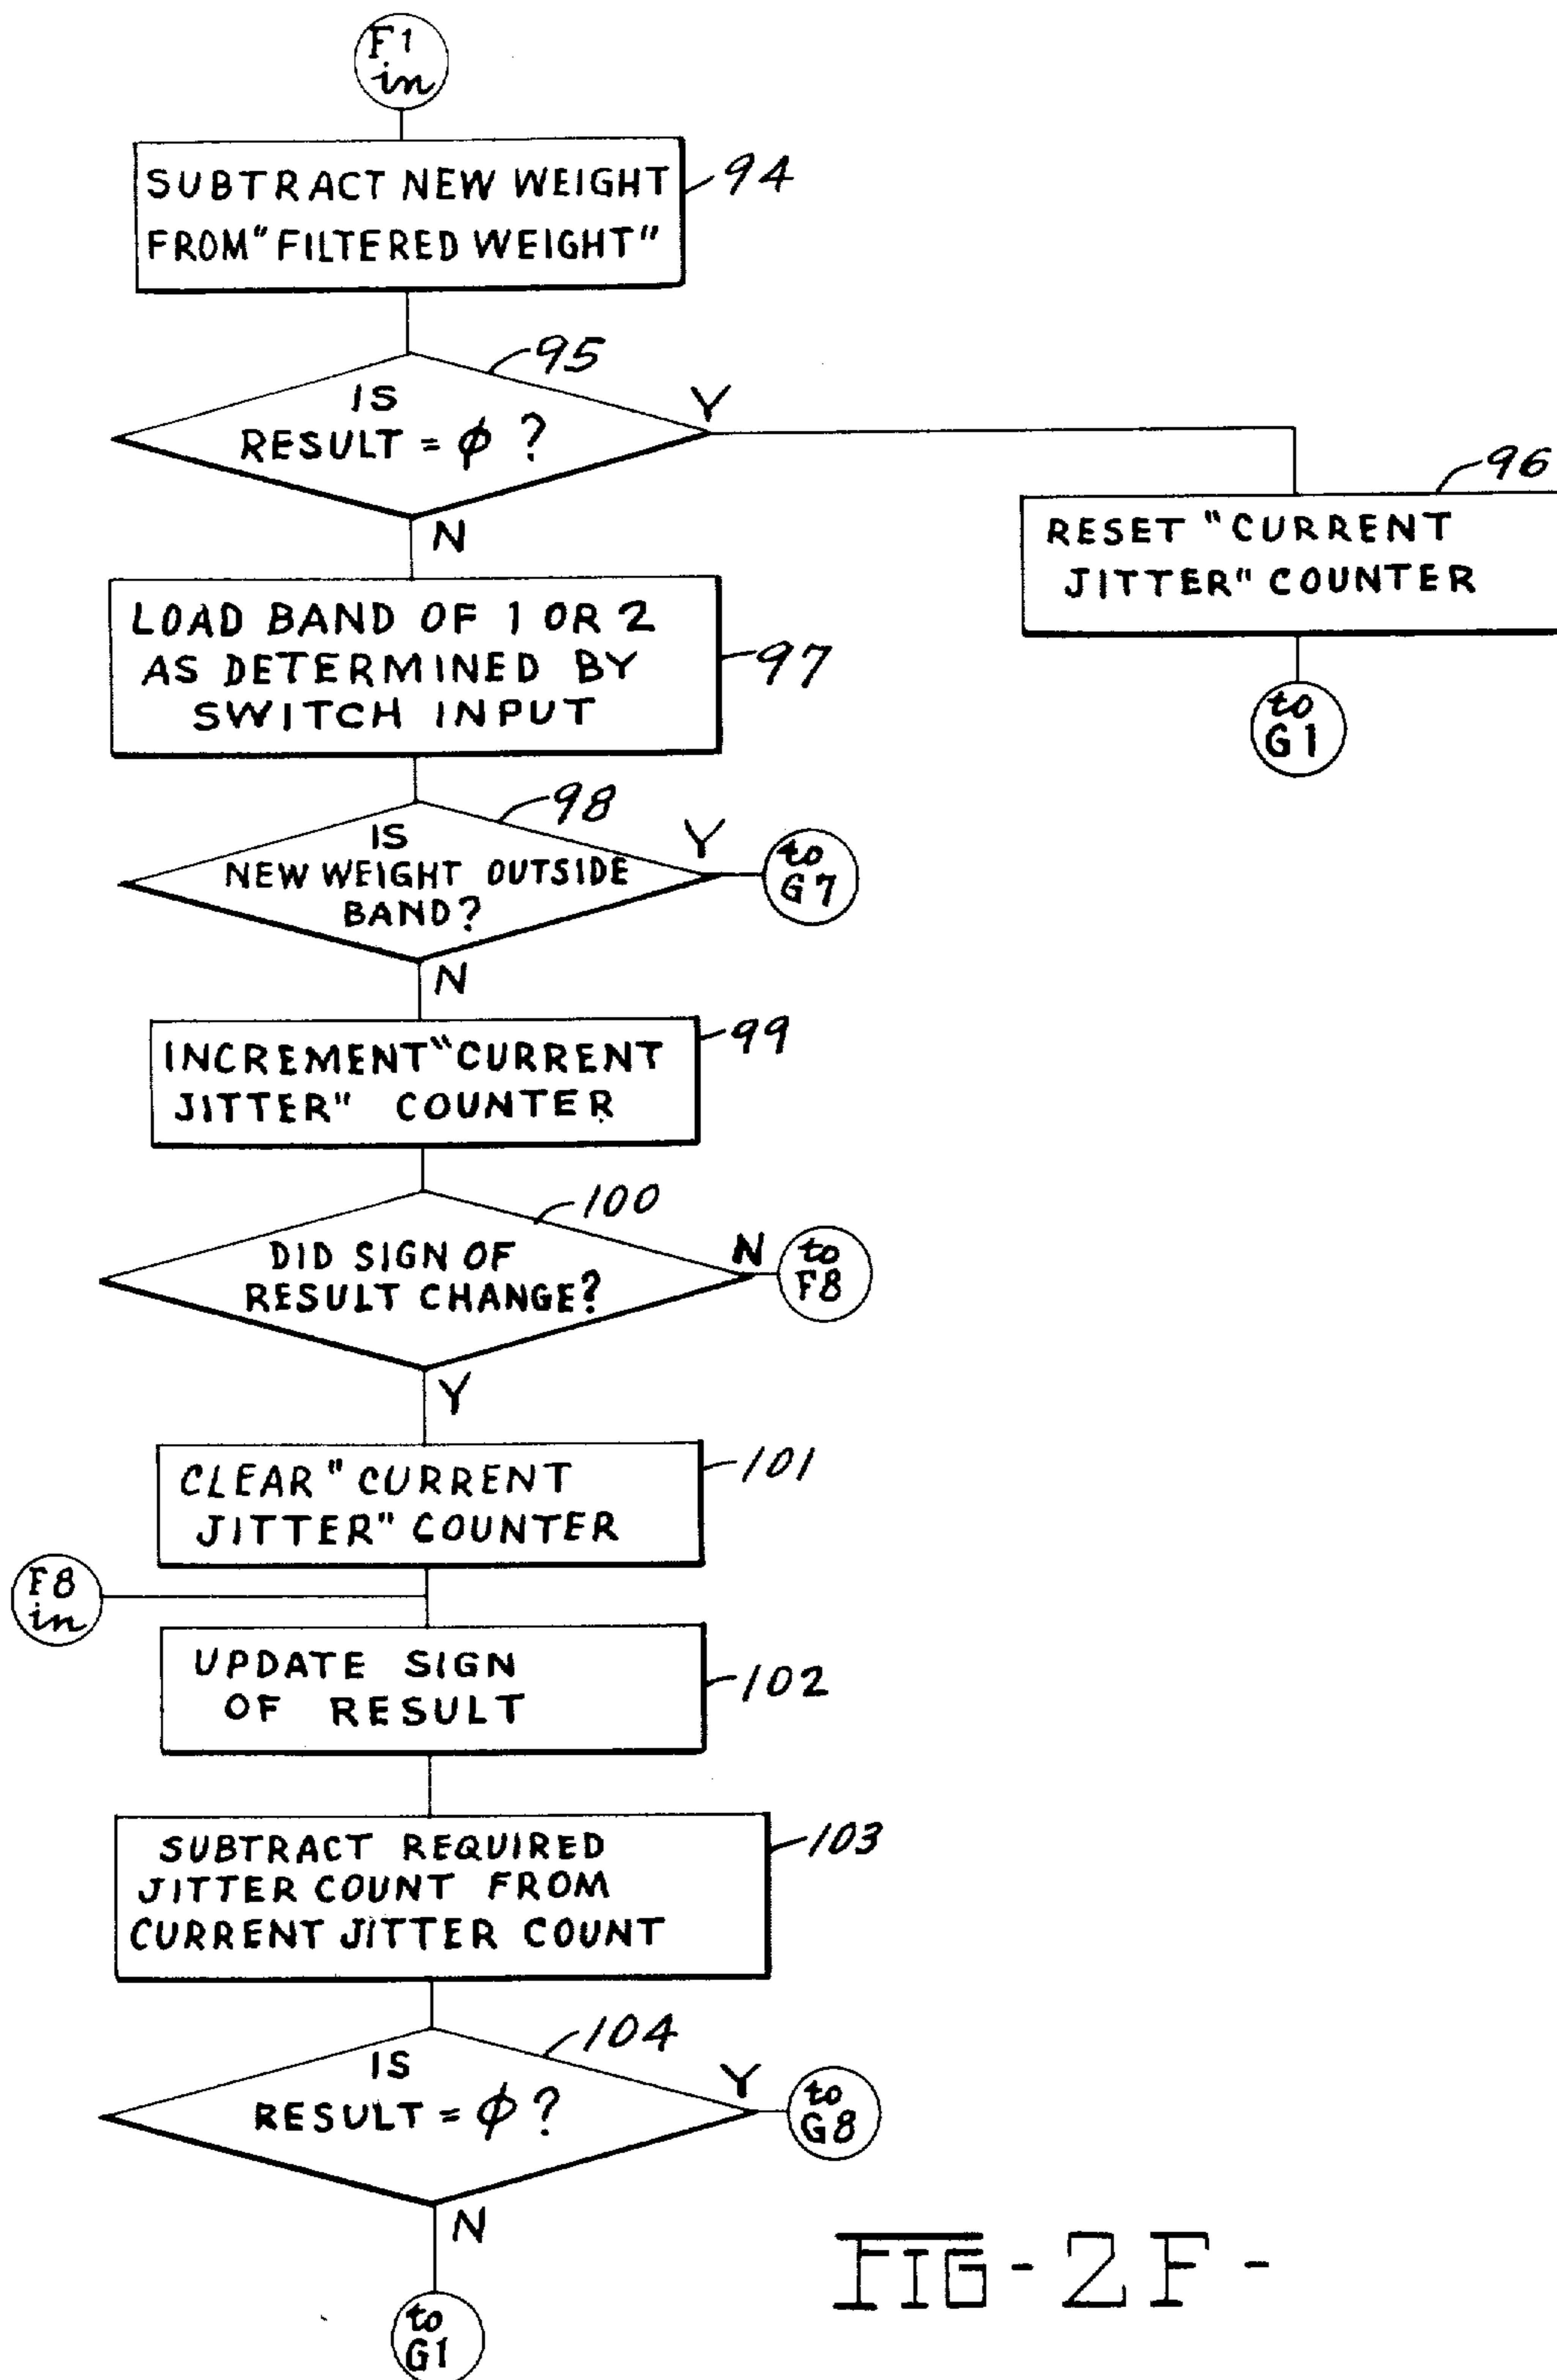 F1
in
SUBTRACT NEW WEIGHT
FROM "FILTERED WEIGHT"
94
95
IS
RESULT = ϕ ?
Y
N
96
RESET "CURRENT
JITTER" COUNTER
to
G1
LOAD BAND OF 1 OR 2
AS DETERMINED BY
SWITCH INPUT
97
98
IS
NEW WEIGHT OUTSIDE
BAND?
Y
to
G7
N
INCREMENT "CURRENT
JITTER" COUNTER
99
100
DID SIGN OF
RESULT CHANGE?
N
to
F8
Y
CLEAR "CURRENT
JITTER" COUNTER
101
F8
in
UPDATE SIGN
OF RESULT
102
SUBTRACT REQUIRED
JITTER COUNT FROM
CURRENT JITTER COUNT
103
104
IS
RESULT = ϕ ?
Y
to
G8
N
to
G1
FIG-2F-